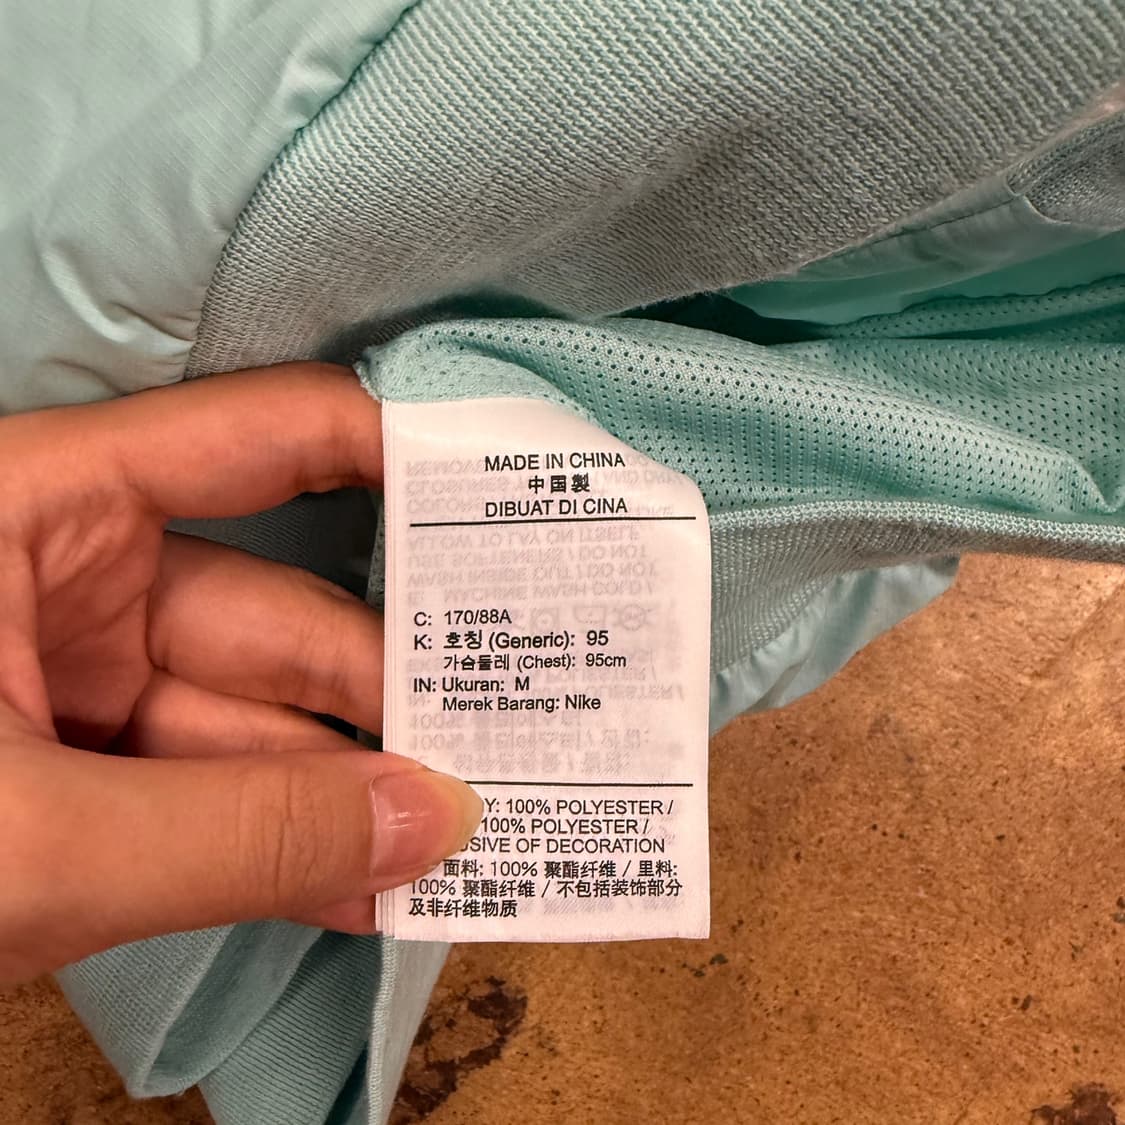 MADE IN CHINA
中国製
DIBUAT DI CINA
C: 170/88A
K: 호칭 (Generic): 95
가슴둘레 (Chest): 95cm
IN: Ukuran: M
Merek Barang: Nike
100% POLYESTER /
100% POLYESTER /
OF DECORATION
面料: 100% 聚酯纤维 / 里料:
100% 聚酯纤维 / 不包括装饰部分
及非纤维物质